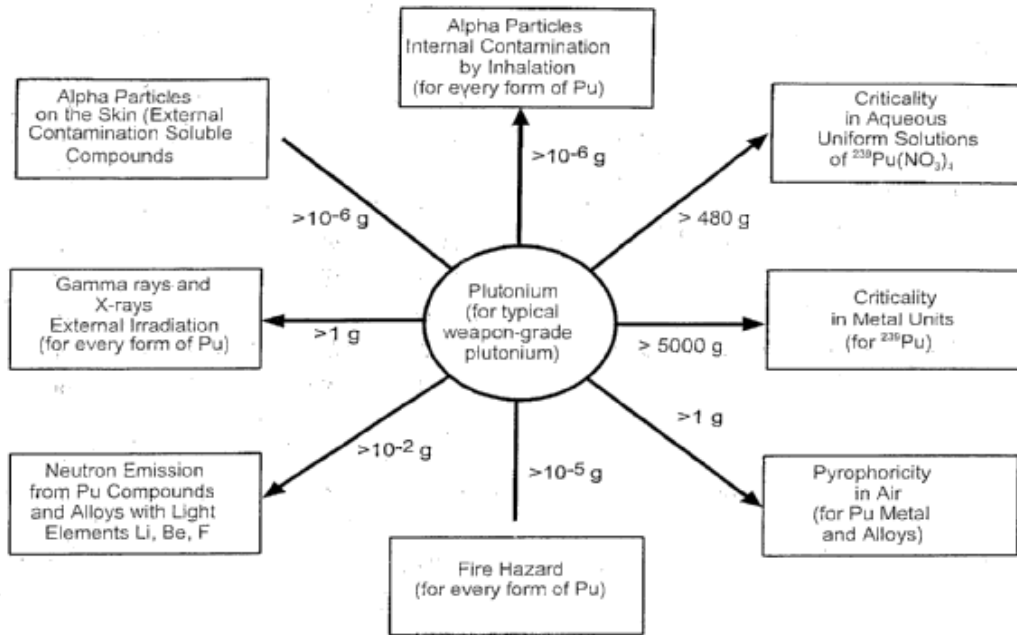 Alpha Particles
Internal Contamination
by Inhalation
(for every form of Pu)
Alpha Particles
on the Skin (External
Contamination Soluble
Compounds
Criticality
in Aqueous
Uniform Solutions
of ²³⁹Pu(NO₃)₄
>10⁻⁶ g
>10⁻⁶ g
> 480 g
Gamma rays and
X-rays
External Irradiation
(for every form of Pu)
>1 g
Plutonium
(for typical
weapon-grade
plutonium)
> 5000 g
Criticality
in Metal Units
(for ²³⁹Pu)
>10⁻² g
>10⁻⁵ g
>1 g
Neutron Emission
from Pu Compounds
and Alloys with Light
Elements Li, Be, F
Fire Hazard
(for every form of Pu)
Pyrophoricity
in Air
(for Pu Metal
and Alloys)